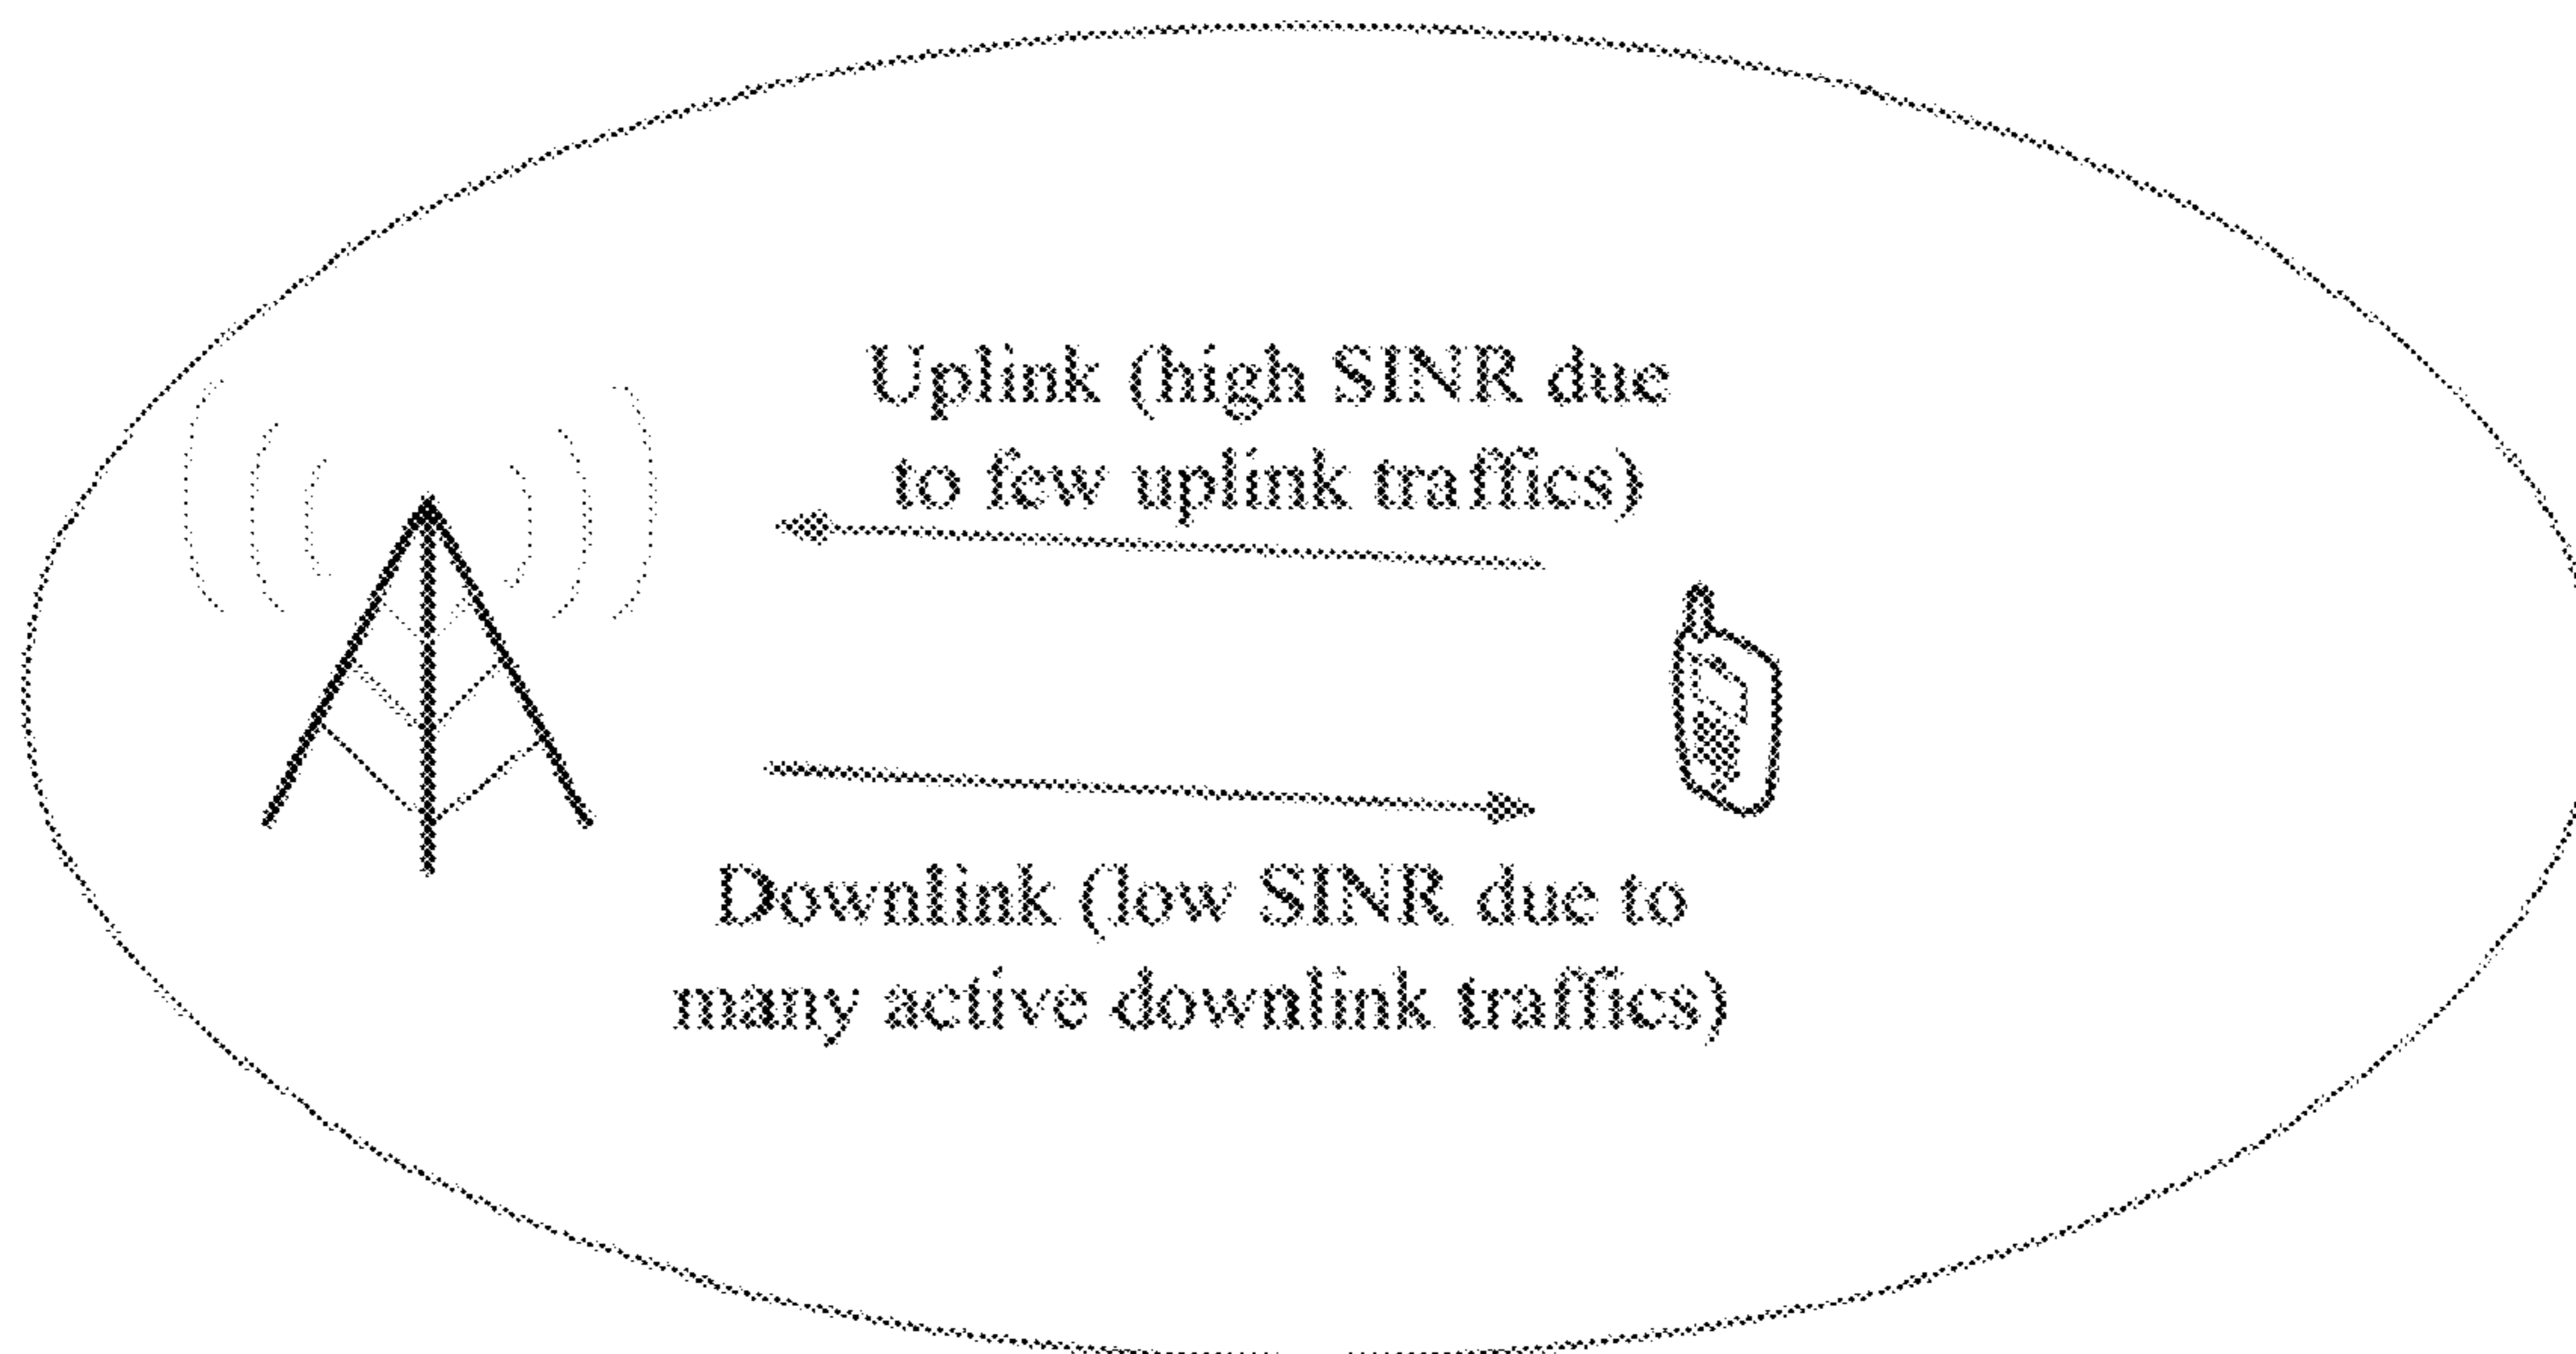 Uplink (high SINR due
to few uplink traffics)
Downlink (low SINR due to
many active downlink traffics)